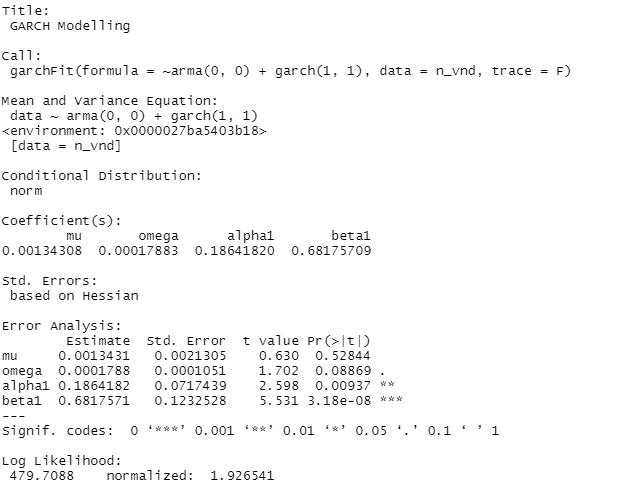 Title:
GARCH Modelling
Call:
garchFit(formula = ~arma(0, 0) + garch(1, 1), data = n_vnd, trace = F)
Mean and Variance Equation:
data ~ arma(0, 0) + garch(1, 1)
<environment: 0x0000027ba5403b18>
[data = n_vnd]
Conditional Distribution:
norm
Coefficient(s):
mu omega alpha1 beta1
0.00134308 0.00017883 0.18641820 0.68175709
Std. Errors:
based on Hessian
Error Analysis:
Estimate Std. Error t value Pr(>|t|)
mu 0.0013431 0.0021305 0.630 0.52844
omega 0.0001788 0.0001051 1.702 0.08869 .
alpha1 0.1864182 0.0717439 2.598 0.00937 **
beta1 0.6817571 0.1232528 5.531 3.18e-08 ***
---
Signif. codes: 0 ‘***’ 0.001 ‘**’ 0.01 ‘*’ 0.05 ‘.’ 0.1 ‘ ’ 1
Log Likelihood:
479.7088 normalized: 1.926541